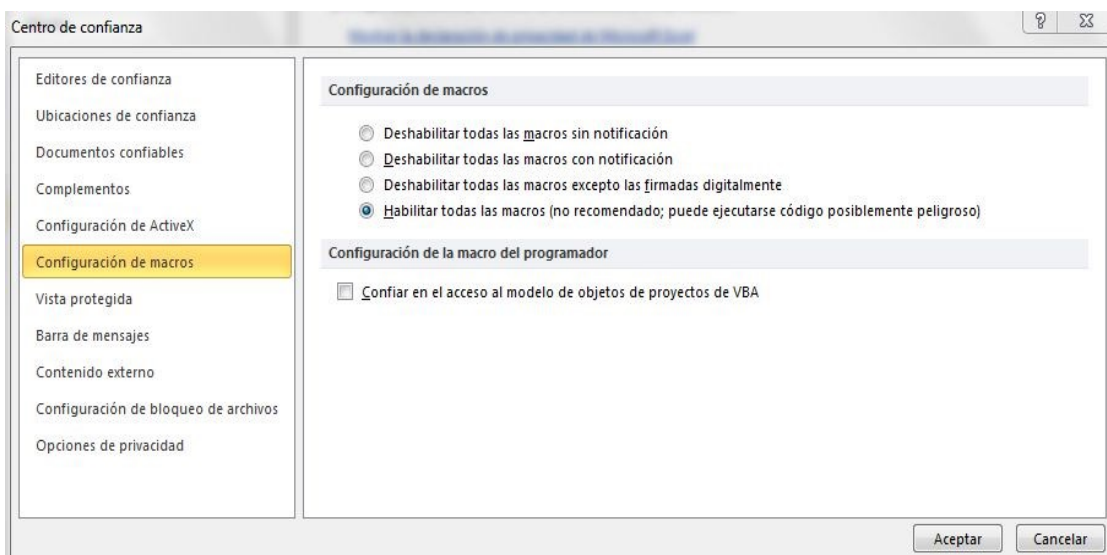 Centro de confianza
Editores de confianza
Ubicaciones de confianza
Documentos confiables
Complementos
Configuración de ActiveX
Configuración de macros
Vista protegida
Barra de mensajes
Contenido externo
Configuración de bloqueo de archivos
Opciones de privacidad
Configuración de macros
Deshabilitar todas las macros sin notificación
Deshabilitar todas las macros con notificación
Deshabilitar todas las macros excepto las firmadas digitalmente
Habilitar todas las macros (no recomendado; puede ejecutarse código posiblemente peligroso)
Configuración de la macro del programador
Confiar en el acceso al modelo de objetos de proyectos de VBA
Aceptar
Cancelar